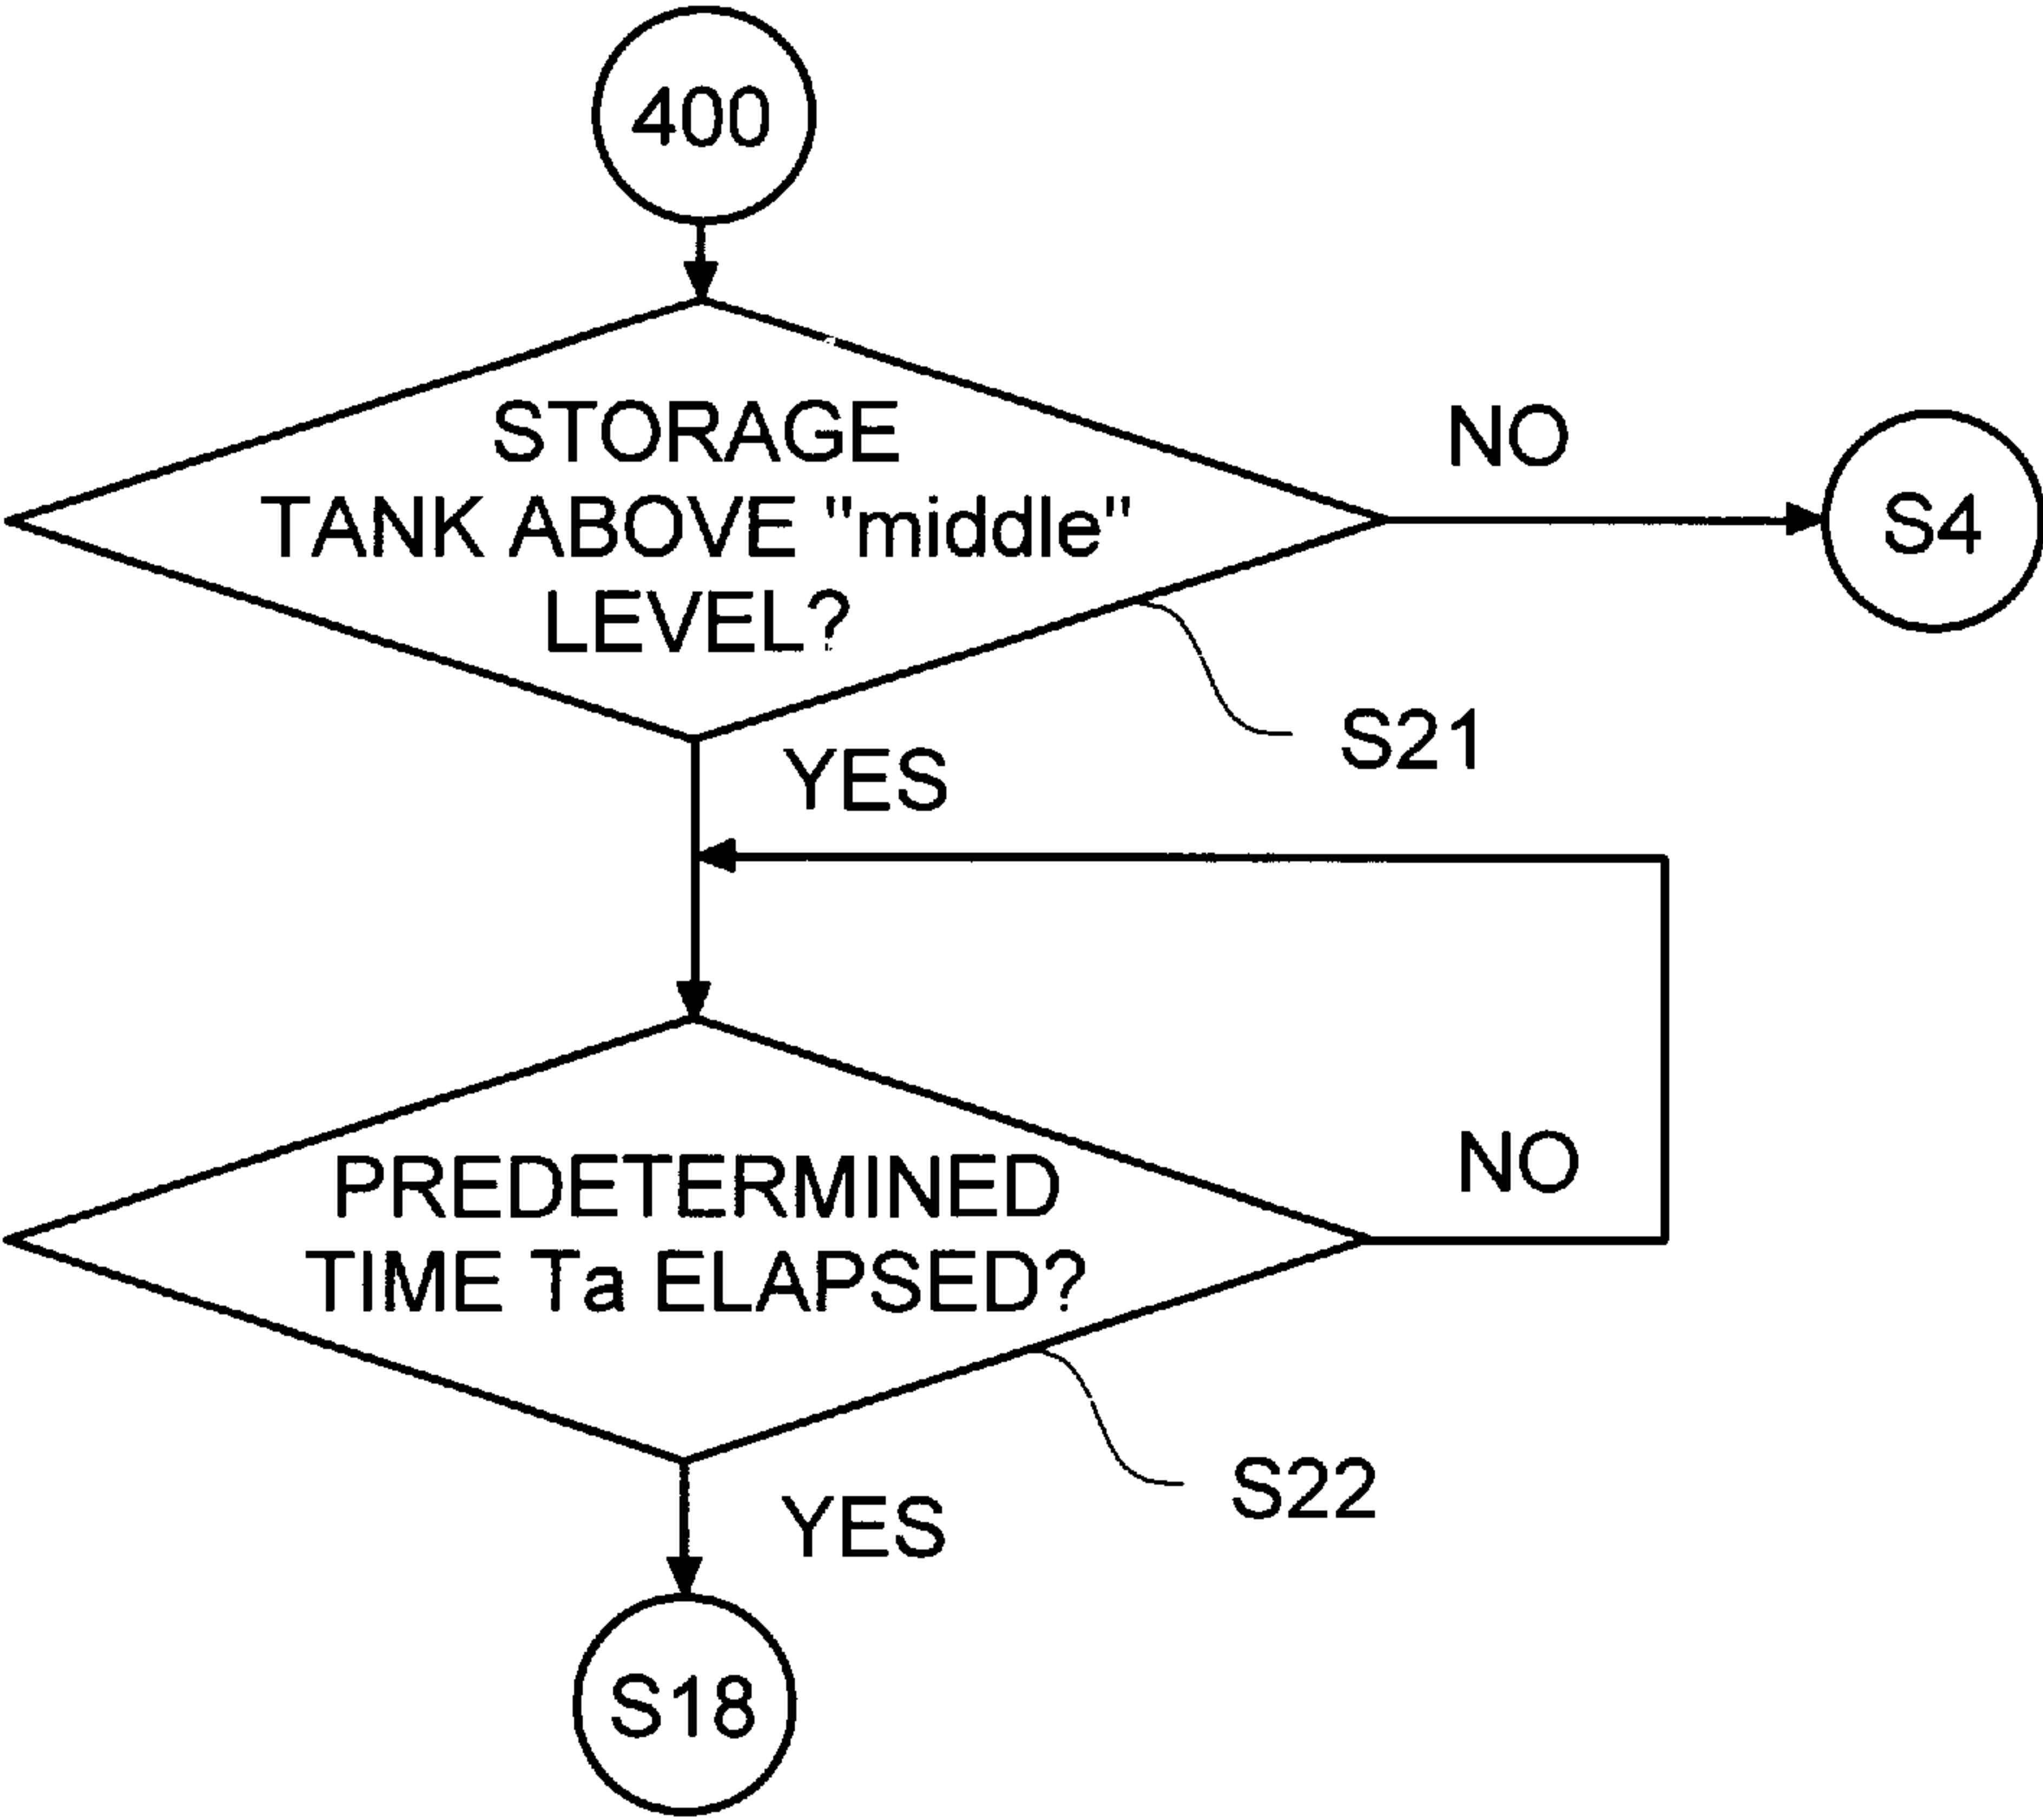 400
STORAGE
TANK ABOVE "middle"
LEVEL?
NO
S4
S21
YES
PREDETERMINED
TIME Ta ELAPSED?
NO
S22
YES
S18